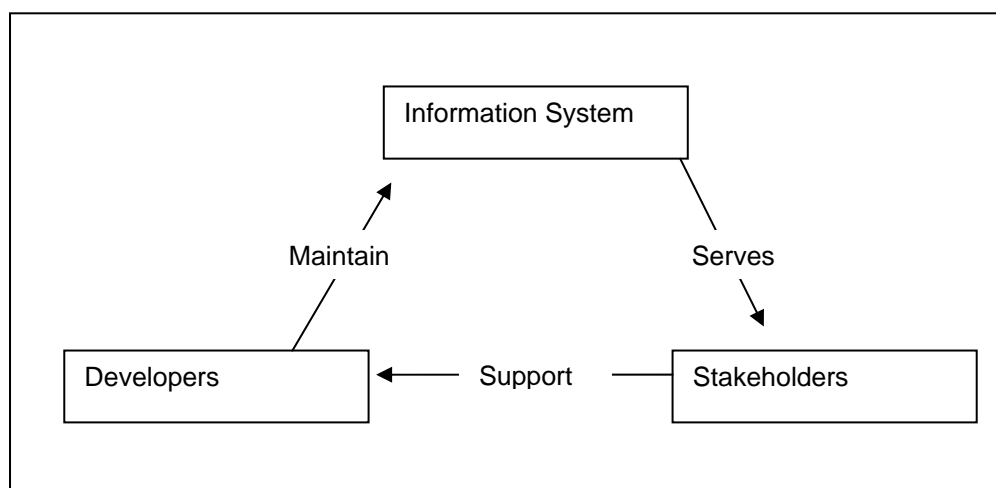 Information System
Maintain
Serves
Developers
Support
Stakeholders